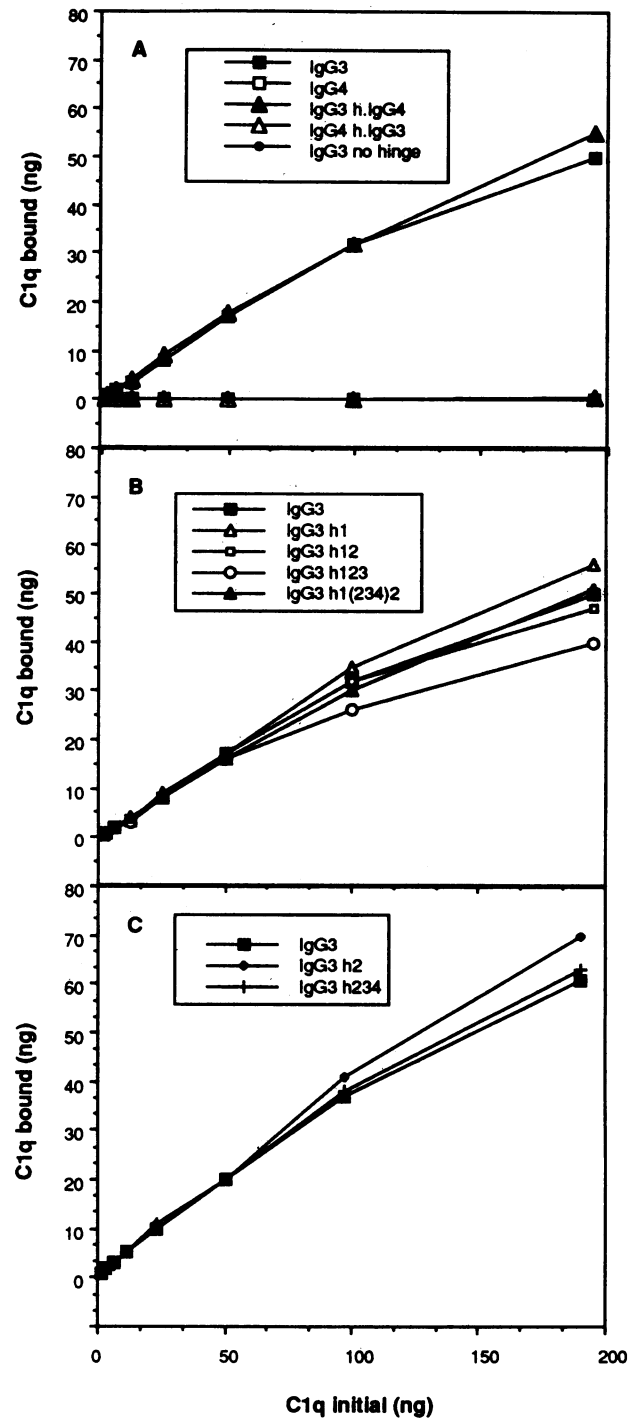 80
70
60
50
40
30
20
10
0
C1q bound (ng)
A
IgG3
IgG4
IgG3 h.IgG4
IgG4 h.IgG3
IgG3 no hinge
80
70
60
50
40
30
20
10
0
C1q bound (ng)
B
IgG3
IgG3 h1
IgG3 h12
IgG3 h123
IgG3 h1(234)2
80
70
60
50
40
30
20
10
0
C1q bound (ng)
C
IgG3
IgG3 h2
IgG3 h234
0 50 100 150 200
C1q initial (ng)